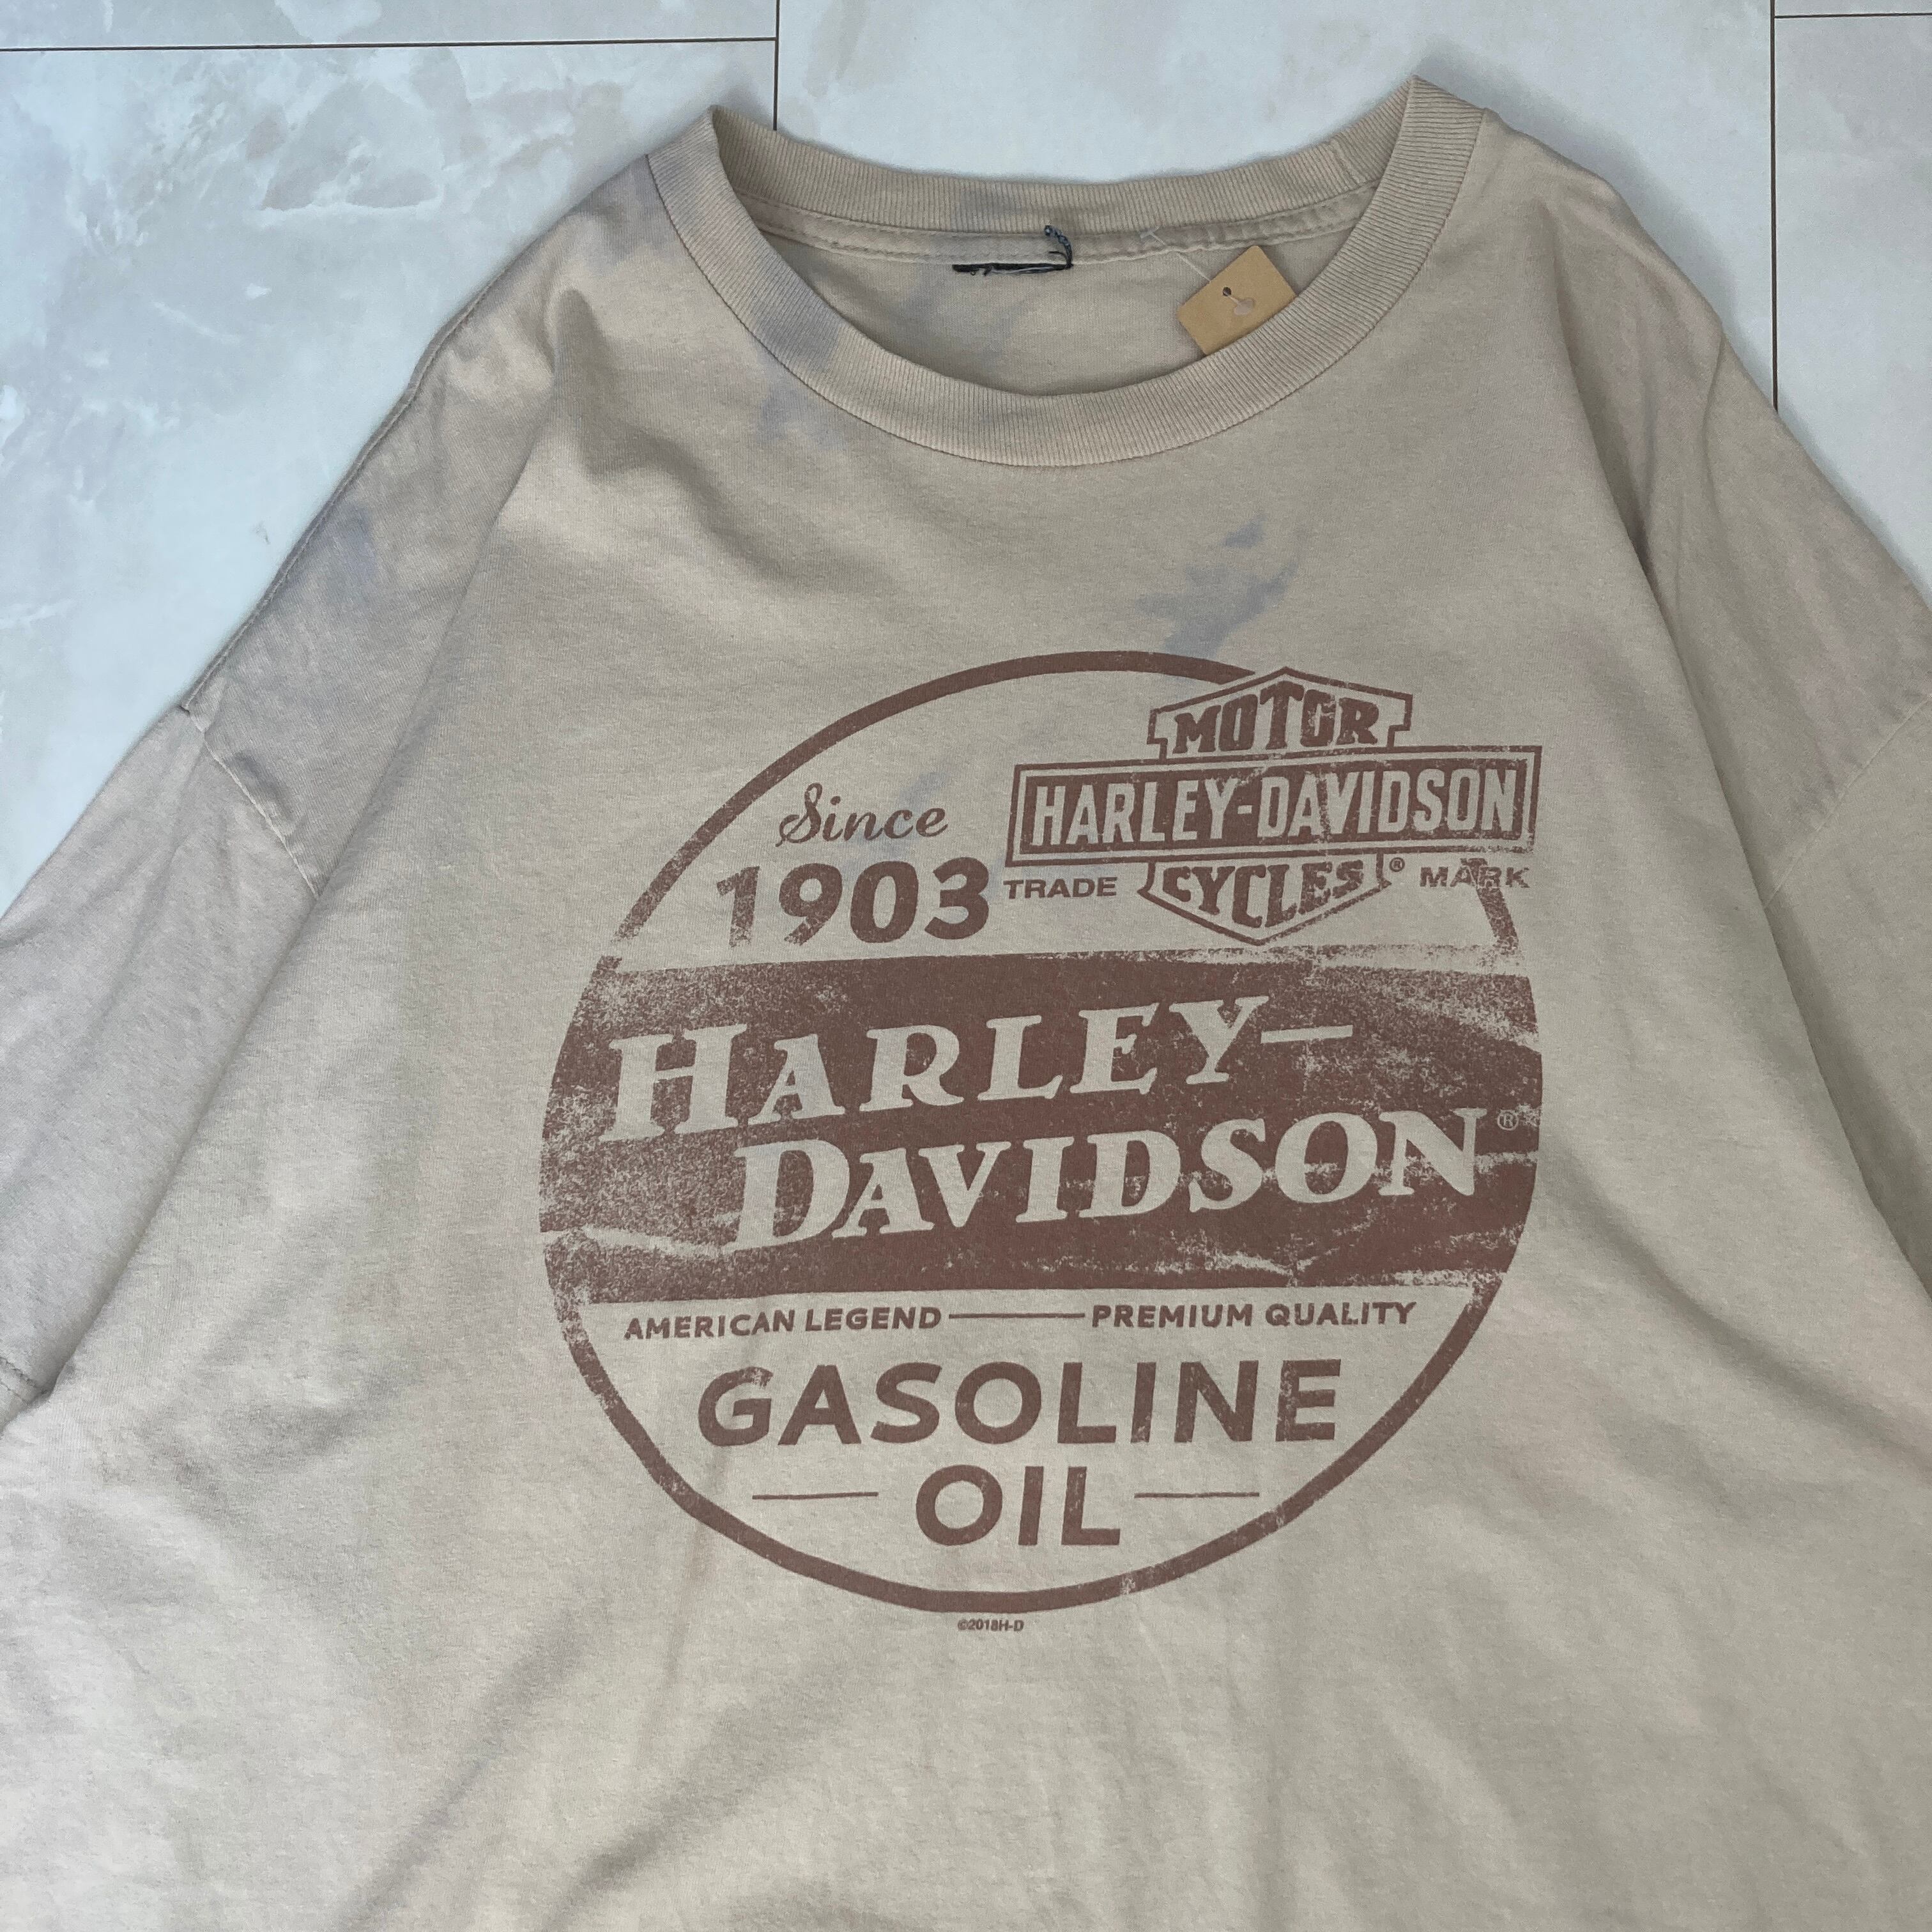 Since
1903
MOTOR
HARLEY-DAVIDSON
TRADE CYCLES® MARK
HARLEY-
DAVIDSON®
AMERICAN LEGEND PREMIUM QUALITY
GASOLINE
OIL
©2018H-D